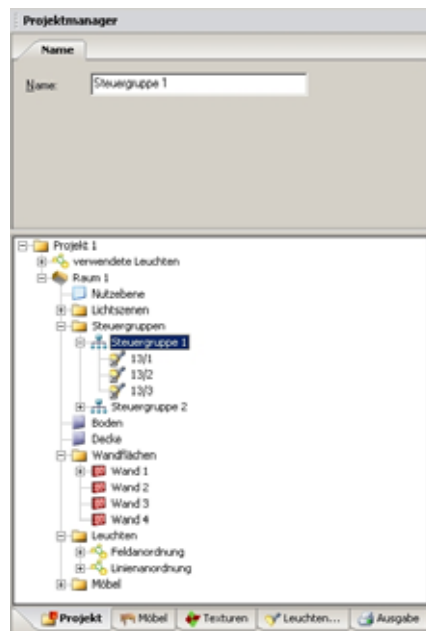 Projektmanager
Name
Name: Steuergruppe 1
Projekt 1
verwendete Leuchten
Raum 1
Nutzebene
Lichtszenen
Steuergruppen
Steuergruppe 1
13/1
13/2
13/3
Steuergruppe 2
Boden
Decke
Wandflächen
Wand 1
Wand 2
Wand 3
Wand 4
Leuchten
Feldanordnung
Linienanordnung
Möbel
Projekt Möbel Texturen Leuchten... Ausgabe